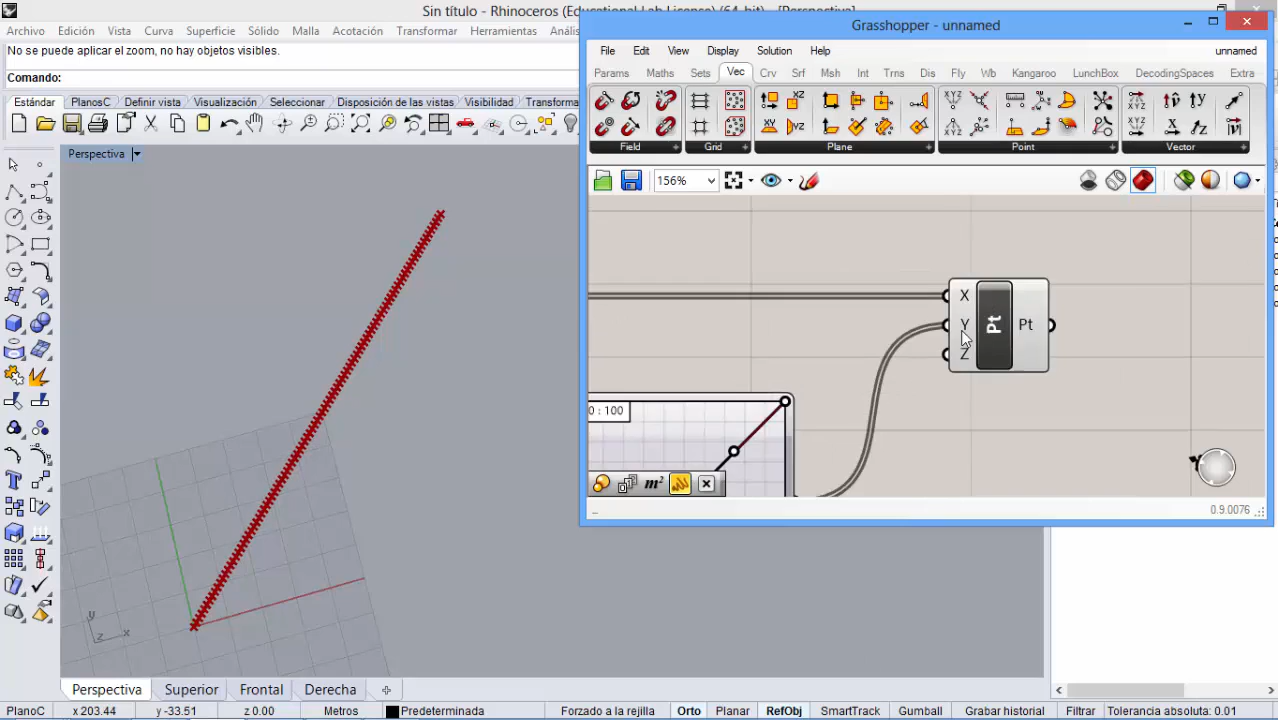 Sin título - Rhinoceros (Educational Lab License) (64-bit) - [Perspectiva]
Archivo Edición Vista Curva Superficie Sólido Malla Acotación Transformar Herramientas Análisis
No se puede aplicar el zoom, no hay objetos visibles.
Comando:
Estándar PlanosC Definir vista Visualización Seleccionar Disposición de las vistas Visibilidad Transforma
Perspectiva
Grasshopper - unnamed
File Edit View Display Solution Help unnamed
Params Maths Sets Vec Crv Srf Msh Int Trns Dis Fly Wb Kangaroo LunchBox DecodingSpaces Extra
Field Grid Plane Point Vector
156%
X
Y
Z
Pt
Pt
0 : 100
m²
0.9.0076
y
z x
Perspectiva Superior Frontal Derecha
PlanoC x 203.44 y -33.51 z 0.00 Metros Predeterminada Forzado a la rejilla Orto Planar RefObj SmartTrack Gumball Grabar historial Filtrar Tolerancia absoluta: 0.01